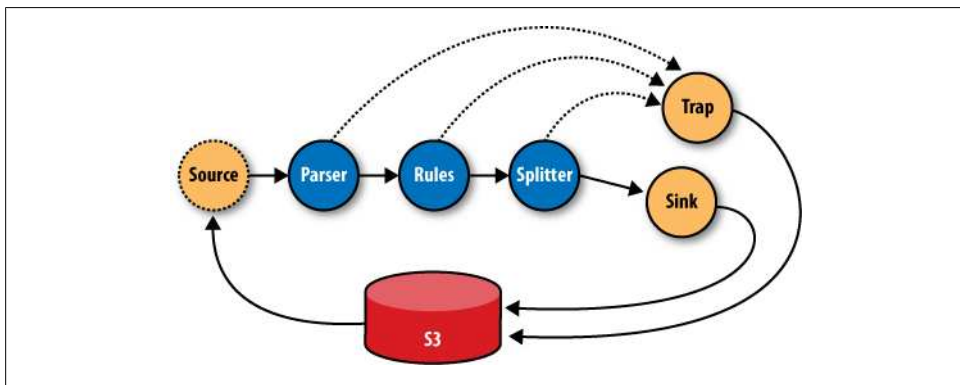 Trap
Source
Parser
Rules
Splitter
Sink
S3